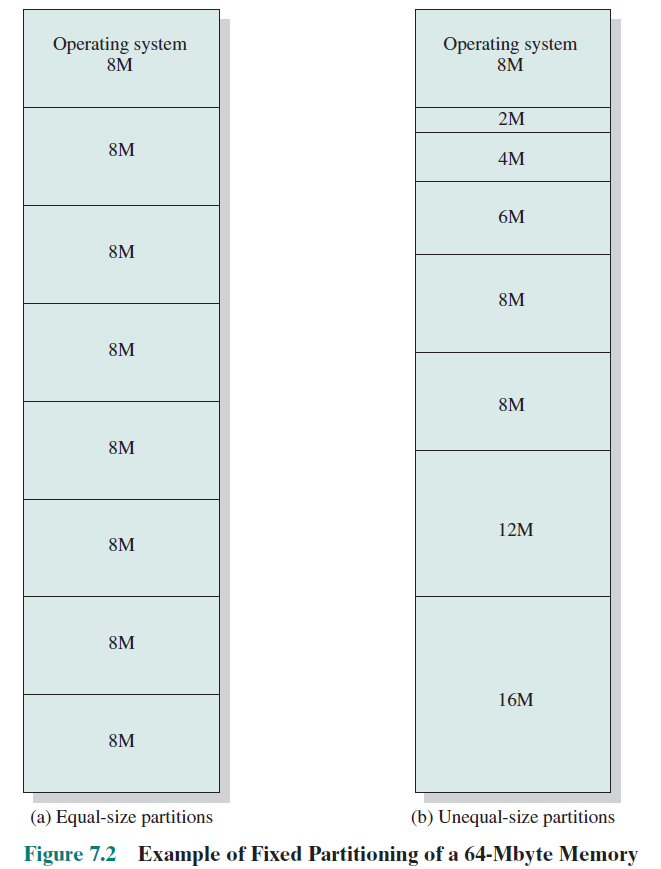 Operating system
8M
8M
8M
8M
8M
8M
8M
8M
(a) Equal-size partitions
Operating system
8M
2M
4M
6M
8M
8M
12M
16M
(b) Unequal-size partitions
Figure 7.2 Example of Fixed Partitioning of a 64-Mbyte Memory